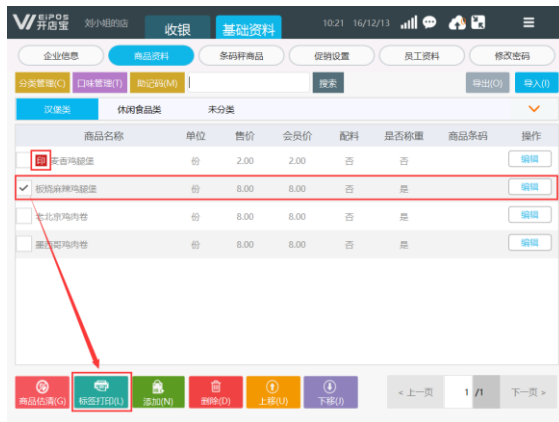 EiPOS
开店宝 刘小姐的店 收银 基础资料 10:21 16/12/13
企业信息 商品资料 条码秤商品 促销设置 员工资料 修改密码
分类管理(C) 口味管理(T) 助记码(M) 搜索 导出(O) 导入(I)
汉堡类 休闲食品类 未分类
商品名称 单位 售价 会员价 配料 是否称重 商品条码 操作
印 麦香鸡腿堡 份 2.00 2.00 否 否 编辑
板烧麻辣鸡腿堡 份 8.00 8.00 否 是 编辑
老北京鸡肉卷 份 8.00 8.00 否 是 编辑
墨西哥鸡肉卷 份 8.00 8.00 否 是 编辑
商品估清(G) 标签打印(L) 添加(N) 删除(D) 上移(U) 下移(J) < 上一页 1 /1 下一页 >